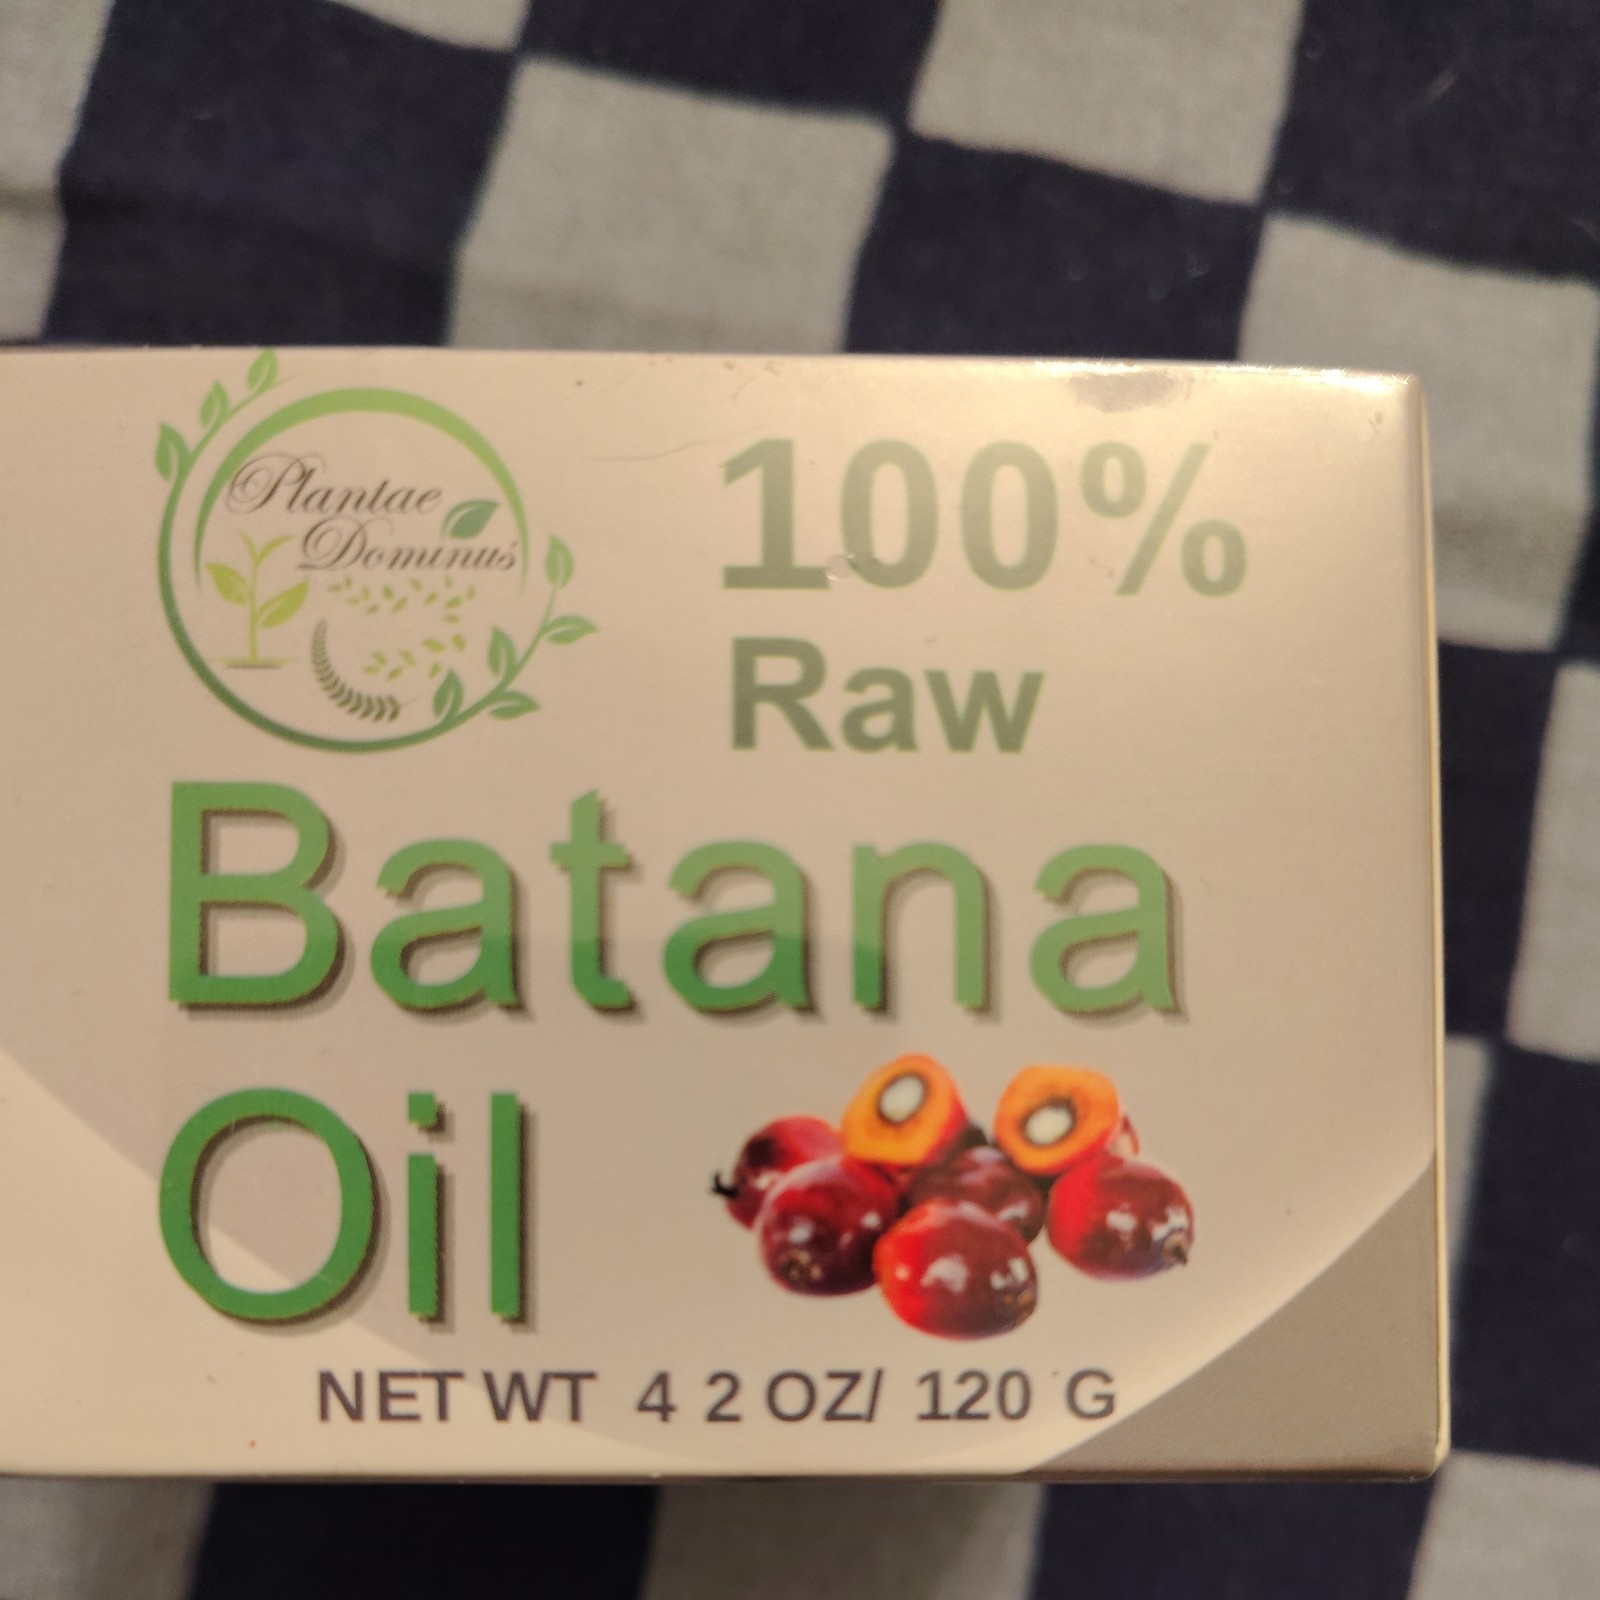 Plantae
Dominus
100%
Raw
Batana
Oil
NET WT 4 2 OZ/ 120 G